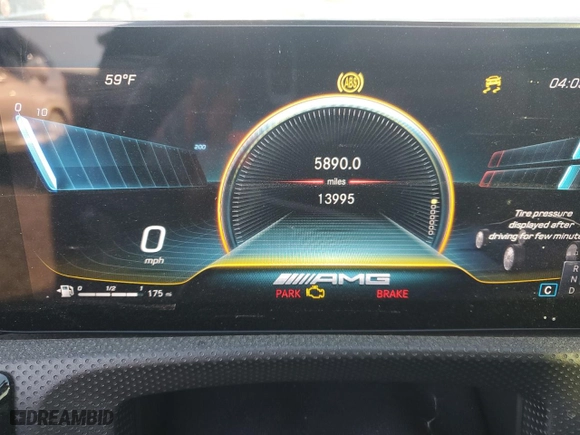 59°F
ABS
04:0
0 10
200
5890.0
miles
13995
0
mph
Tire pressure
displayed after
driving for few minute
AMG
0 1/2 1
175 mi
PARK
BRAKE
C
R
N
D
DREAMBID